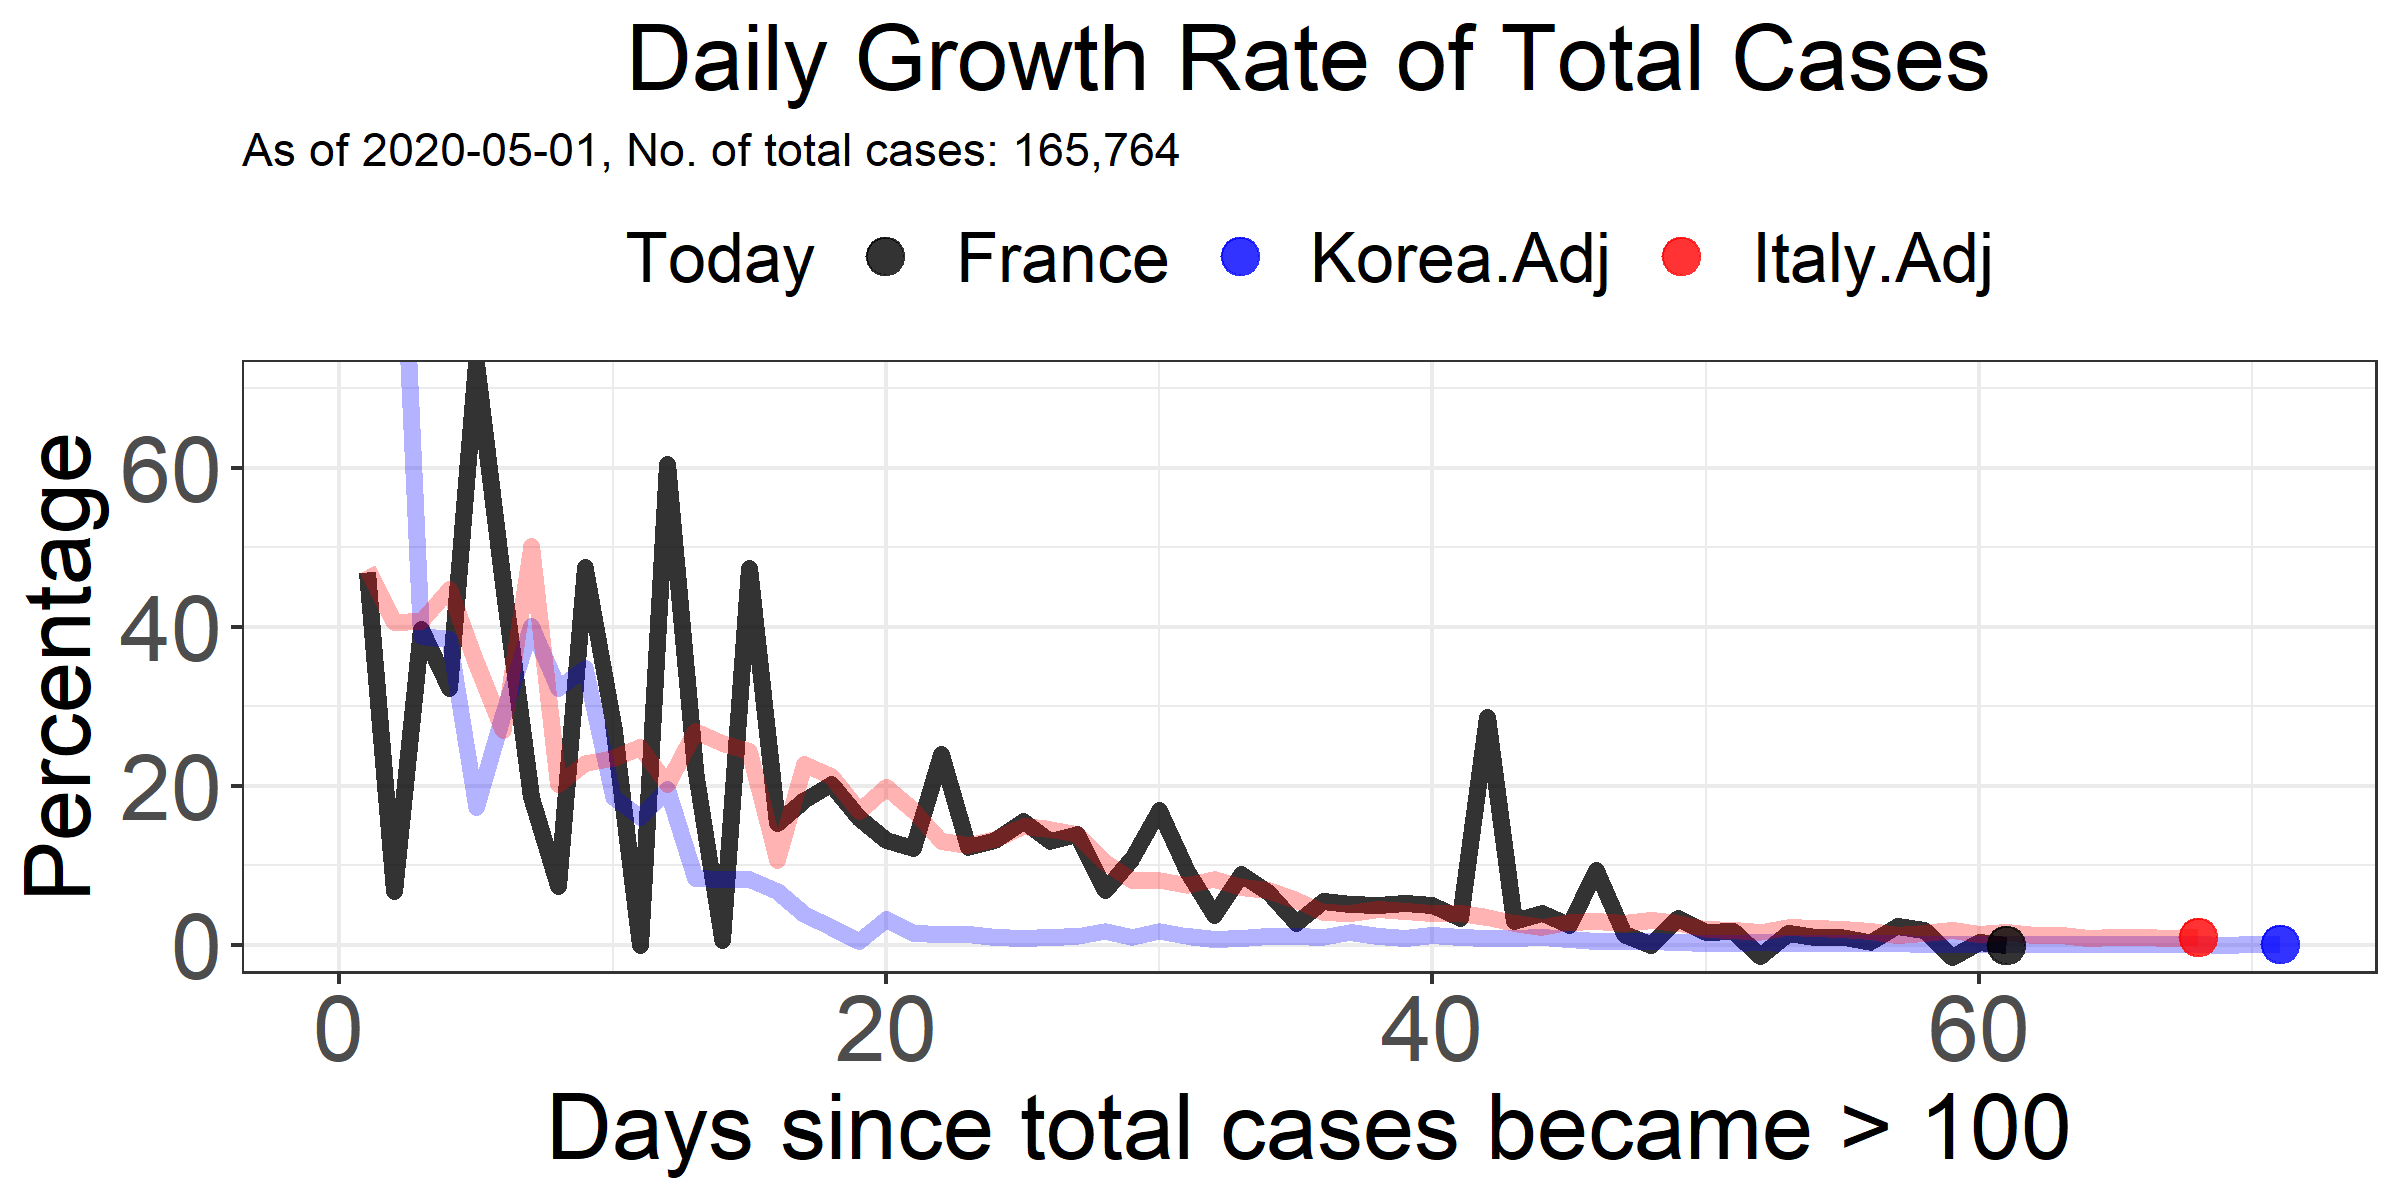 Daily Growth Rate of Total Cases
As of 2020-05-01, No. of total cases: 165,764
Today France Korea.Adj Italy.Adj
Percentage
60
40
20
0
0 20 40 60
Days since total cases became > 100